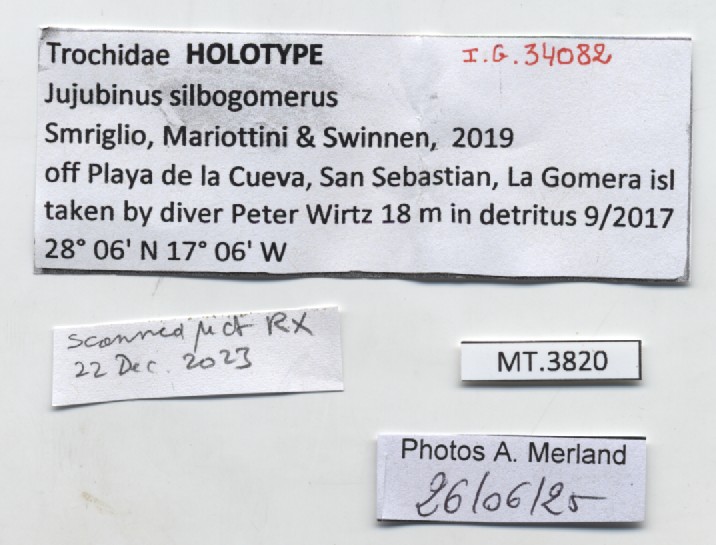 Trochidae HOLOTYPE I.G.34082
Jujubinus silbogomerus
Smriglio, Mariottini & Swinnen, 2019
off Playa de la Cueva, San Sebastian, La Gomera isl
taken by diver Peter Wirtz 18 m in detritus 9/2017
28° 06' N 17° 06' W
scanned µct RX
22 Dec. 2023
MT.3820
Photos A. Merland
26/06/25